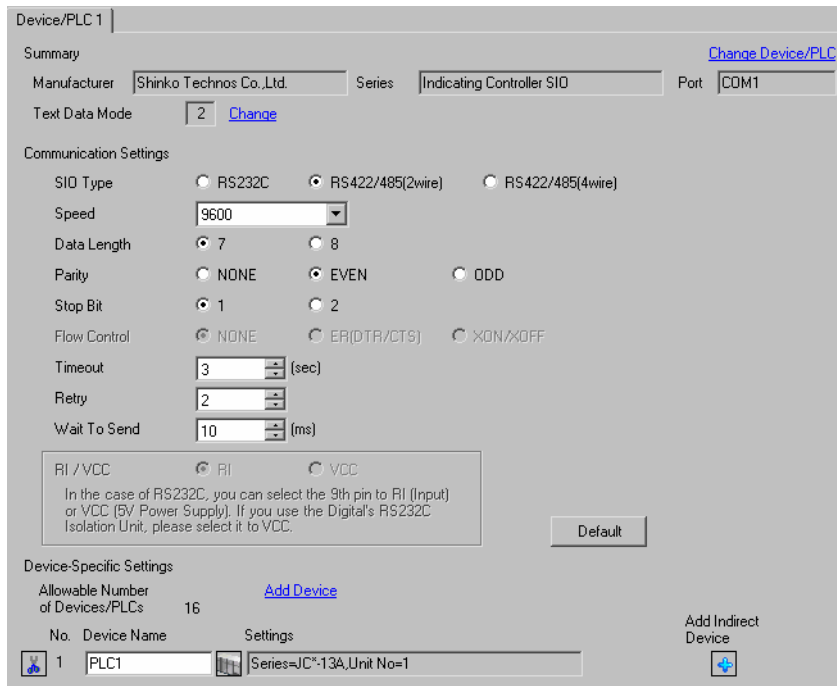 Device/PLC 1
Summary
Change Device/PLC
Manufacturer Shinko Technos Co.,Ltd. Series Indicating Controller SIO Port COM1
Text Data Mode 2 Change
Communication Settings
SIO Type RS232C RS422/485(2wire) RS422/485(4wire)
Speed 9600
Data Length 7 8
Parity NONE EVEN ODD
Stop Bit 1 2
Flow Control NONE ER(DTR/CTS) XON/XOFF
Timeout 3 (sec)
Retry 2
Wait To Send 10 (ms)
RI / VCC RI VCC
In the case of RS232C, you can select the 9th pin to RI (Input)
or VCC (5V Power Supply). If you use the Digital's RS232C
Isolation Unit, please select it to VCC.
Default
Device-Specific Settings
Allowable Number
of Devices/PLCs 16
Add Device
Add Indirect
Device
No. Device Name Settings
1 PLC1 Series=JC*-13A,Unit No=1